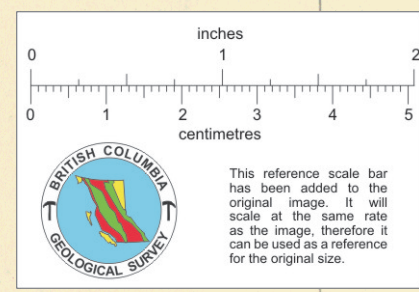 inches
0 1 2
0 1 2 3 4 5
centimetres
BRITISH COLUMBIA
GEOLOGICAL SURVEY
This reference scale bar
has been added to the
original image. It will
scale at the same rate
as the image, therefore it
can be used as a reference
for the original size.